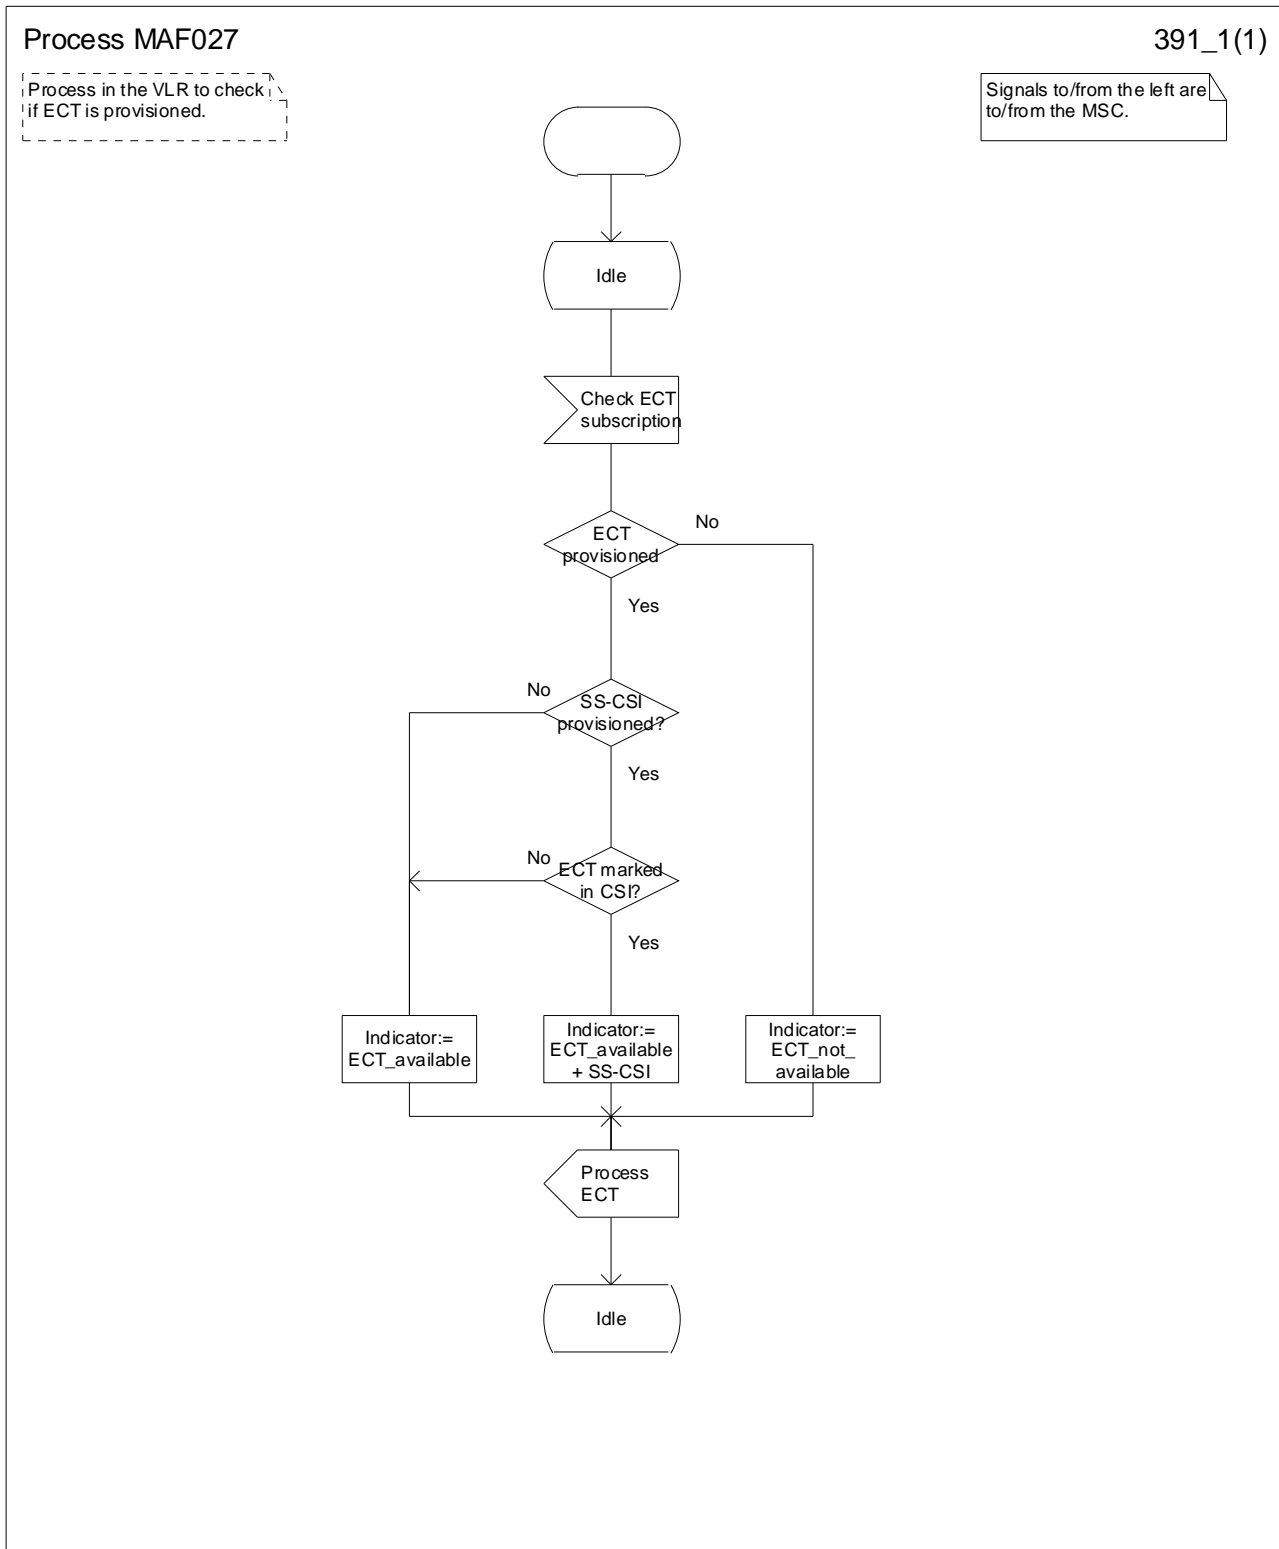 Process MAF027
391_1(1)
Process in the VLR to check
if ECT is provisioned.
Signals to/from the left are
to/from the MSC.
Idle
Check ECT
subscription
ECT
provisioned
No
Yes
No
SS-CSI
provisioned?
Yes
No
ECT marked
in CSI?
Yes
Indicator:=
ECT_available
Indicator:=
ECT_available
+ SS-CSI
Indicator:=
ECT_not_
available
Process
ECT
Idle